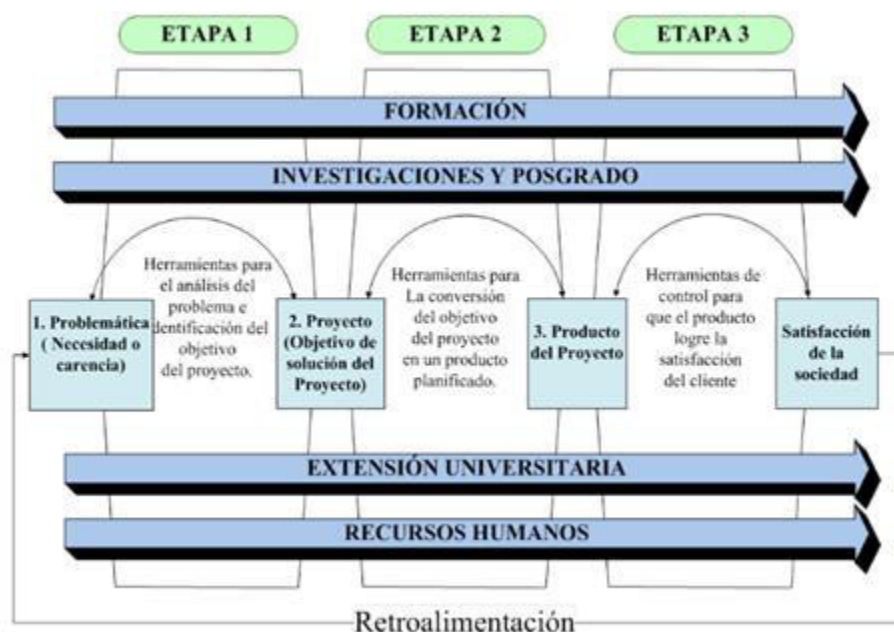 ETAPA 1
ETAPA 2
ETAPA 3
FORMACIÓN
INVESTIGACIONES Y POSGRADO
1. Problemática
( Necesidad o
carencia)
Herramientas para
el análisis del
problema e
dentificación del
objetivo
del proyecto.
2. Proyecto
(Objetivo de
solución del
Proyecto)
Herramientas para
La conversión
del objetivo
del proyecto
en un producto
planificado.
3. Producto
del Proyecto
Herramientas de
control para
que el producto
logre la
satisfacción
del cliente
Satisfacción
de la
sociedad
EXTENSIÓN UNIVERSITARIA
RECURSOS HUMANOS
Retroalimentación